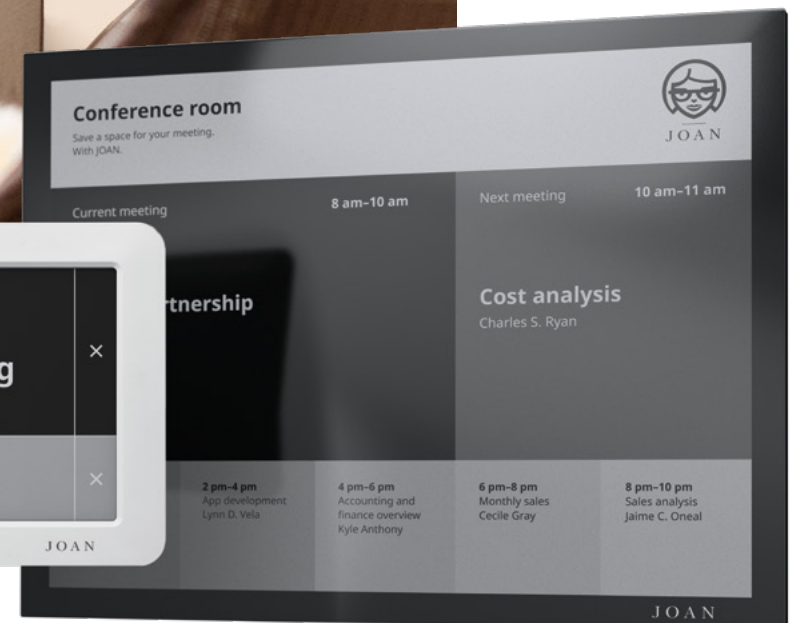 Conference room
Save a space for your meeting.
With JOAN.
JOAN
Current meeting
8 am–10 am
Next meeting
10 am–11 am
rtnership
Cost analysis
Charles S. Ryan
g
2 pm–4 pm
App development
Lynn D. Vela
4 pm–6 pm
Accounting and
finance overview
Kyle Anthony
6 pm–8 pm
Monthly sales
Cecile Gray
8 pm–10 pm
Sales analysis
Jaime C. Oneal
JOAN
JOAN